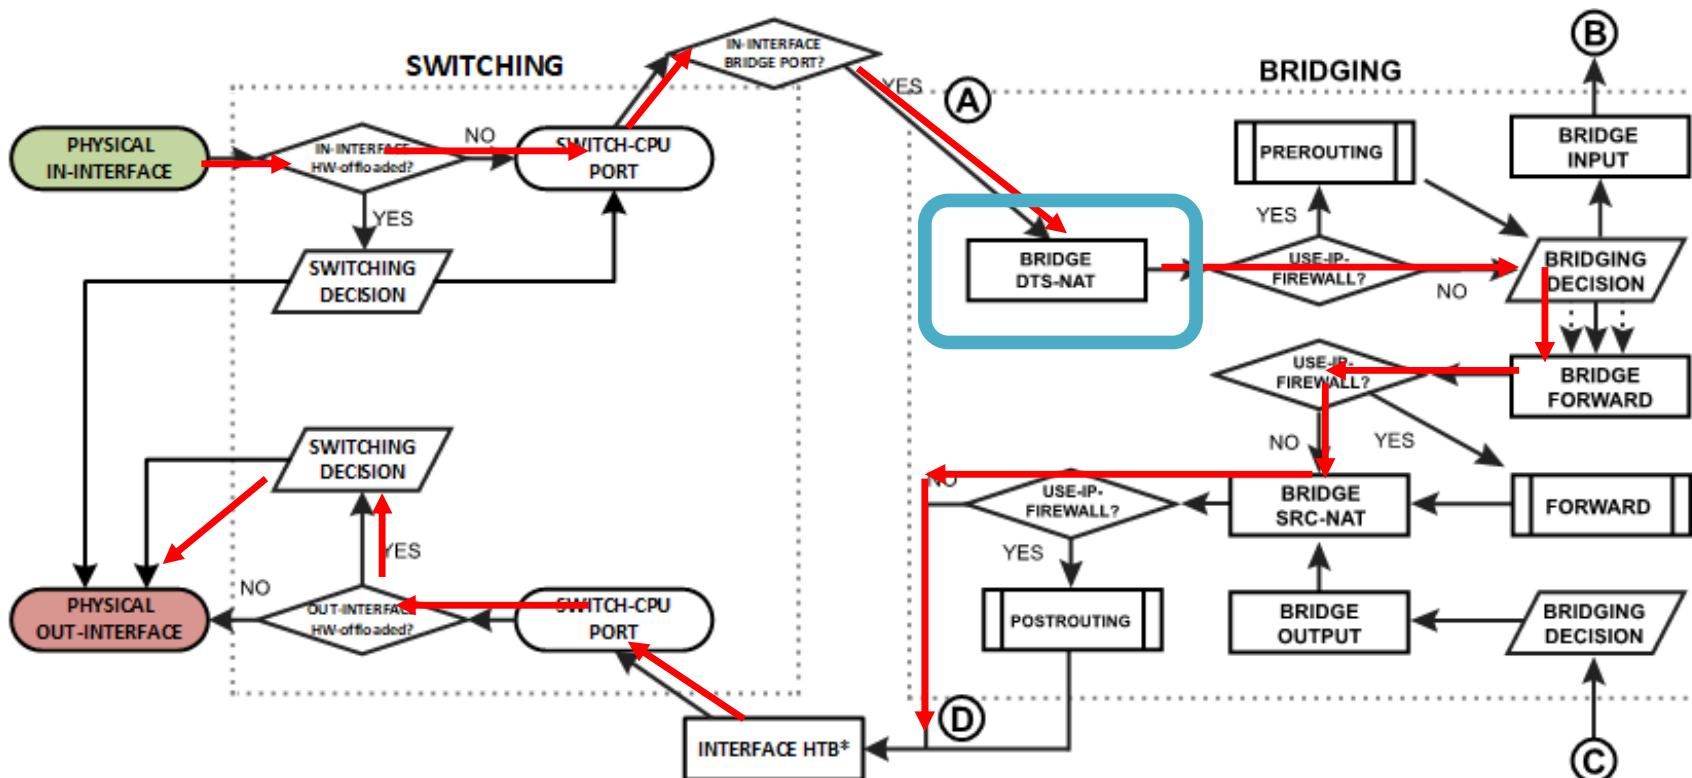 SWITCHING
BRIDGING
IN-INTERFACE
BRIDGE PORT?
YES
A
B
PHYSICAL
IN-INTERFACE
IN-INTERFACE
HW-offloaded?
NO
SWITCH-CPU
PORT
YES
SWITCHING
DECISION
PREROUTING
BRIDGE
INPUT
YES
BRIDGE
DTS-NAT
USE-IP-
FIREWALL?
NO
BRIDGING
DECISION
USE-IP-
FIREWALL?
BRIDGE
FORWARD
NO
YES
SWITCHING
DECISION
NO
USE-IP-
FIREWALL?
BRIDGE
SRC-NAT
FORWARD
YES
YES
NO
PHYSICAL
OUT-INTERFACE
OUT-INTERFACE
HW-offloaded?
SWITCH-CPU
PORT
POSTROUTING
BRIDGE
OUTPUT
BRIDGING
DECISION
D
INTERFACE HTB*
C